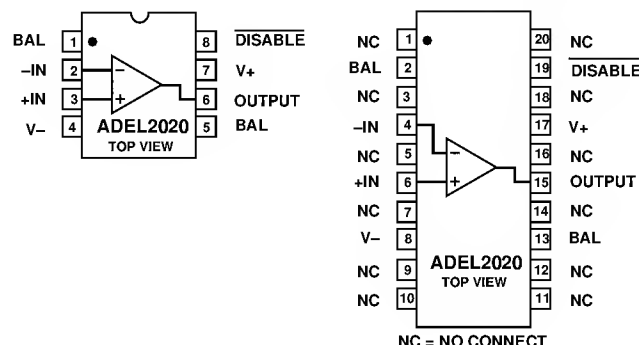 BAL 1 8 DISABLE
–IN 2 – 7 V+
+IN 3 + 6 OUTPUT
V– 4 ADEL2020 5 BAL
TOP VIEW
NC 1 20 NC
BAL 2 19 DISABLE
NC 3 18 NC
–IN 4 17 V+
NC 5 – 16 NC
+IN 6 + 15 OUTPUT
NC 7 14 NC
V– 8 13 BAL
NC 9 ADEL2020 12 NC
TOP VIEW
NC 10 11 NC
NC = NO CONNECT